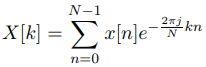 X[k] = \sum_{n=0}^{N-1} x[n]e^{-\frac{2\pi j}{N}kn}